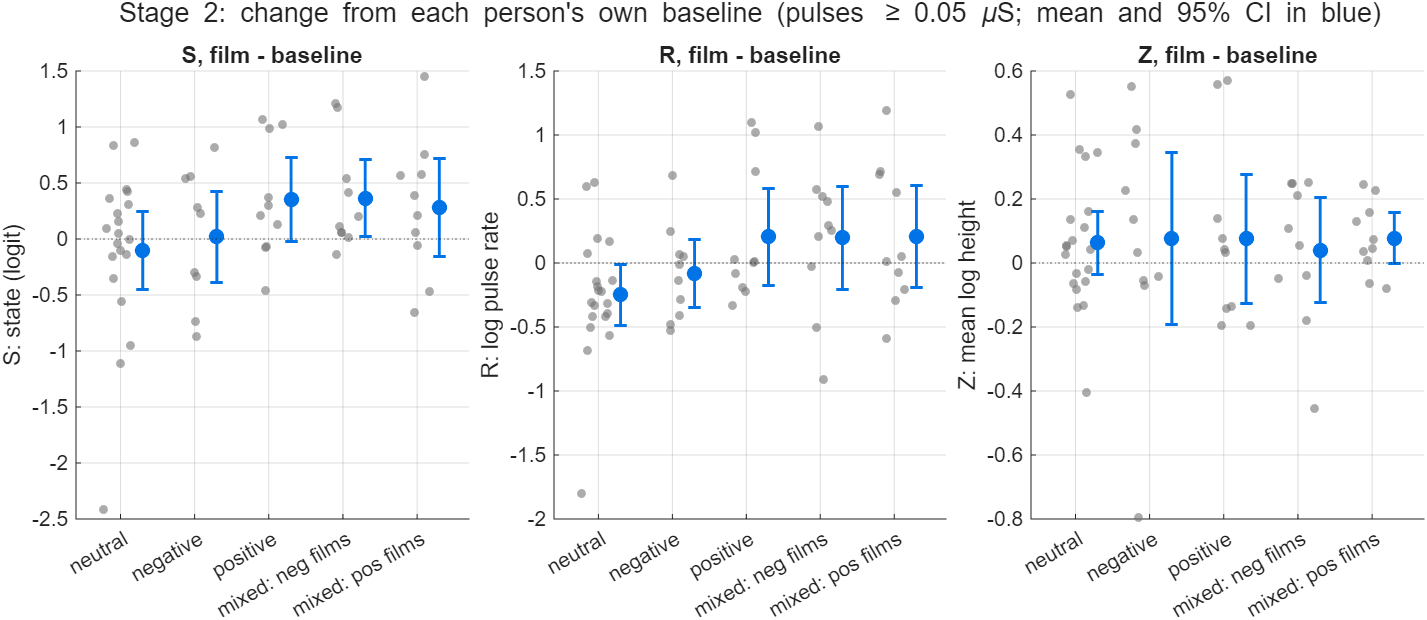 Stage 2: change from each person's own baseline (pulses ≥ 0.05 µS; mean and 95% CI in blue)
S, film - baseline
S: state (logit)
1.5
1
0.5
0
-0.5
-1
-1.5
-2
-2.5
neutral
negative
positive
mixed: neg films
mixed: pos films
R, film - baseline
R: log pulse rate
1.5
1
0.5
0
-0.5
-1
-1.5
-2
neutral
negative
positive
mixed: neg films
mixed: pos films
Z, film - baseline
Z: mean log height
0.6
0.4
0.2
0
-0.2
-0.4
-0.6
-0.8
neutral
negative
positive
mixed: neg films
mixed: pos films